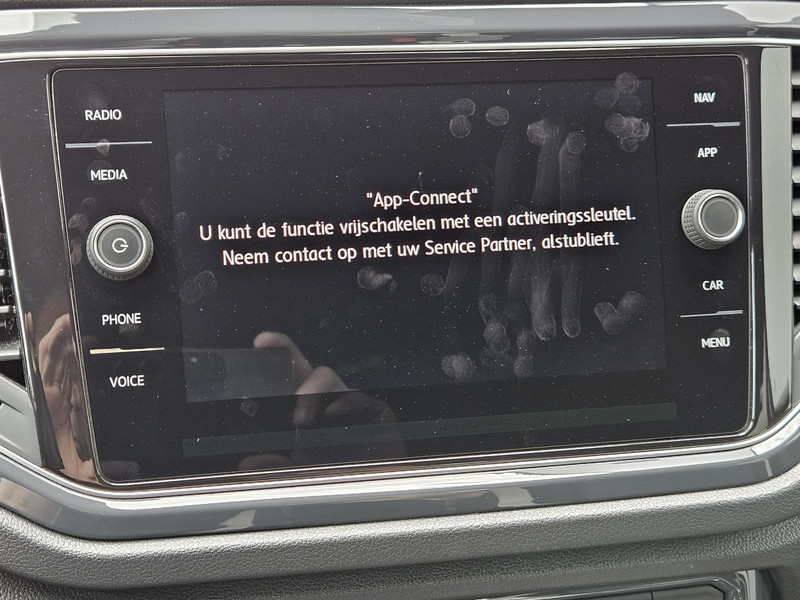 RADIO
MEDIA
PHONE
VOICE
"App-Connect"
U kunt de functie vrijschakelen met een activeringssleutel.
Neem contact op met uw Service Partner, alstublieft.
NAV
APP
CAR
MENU